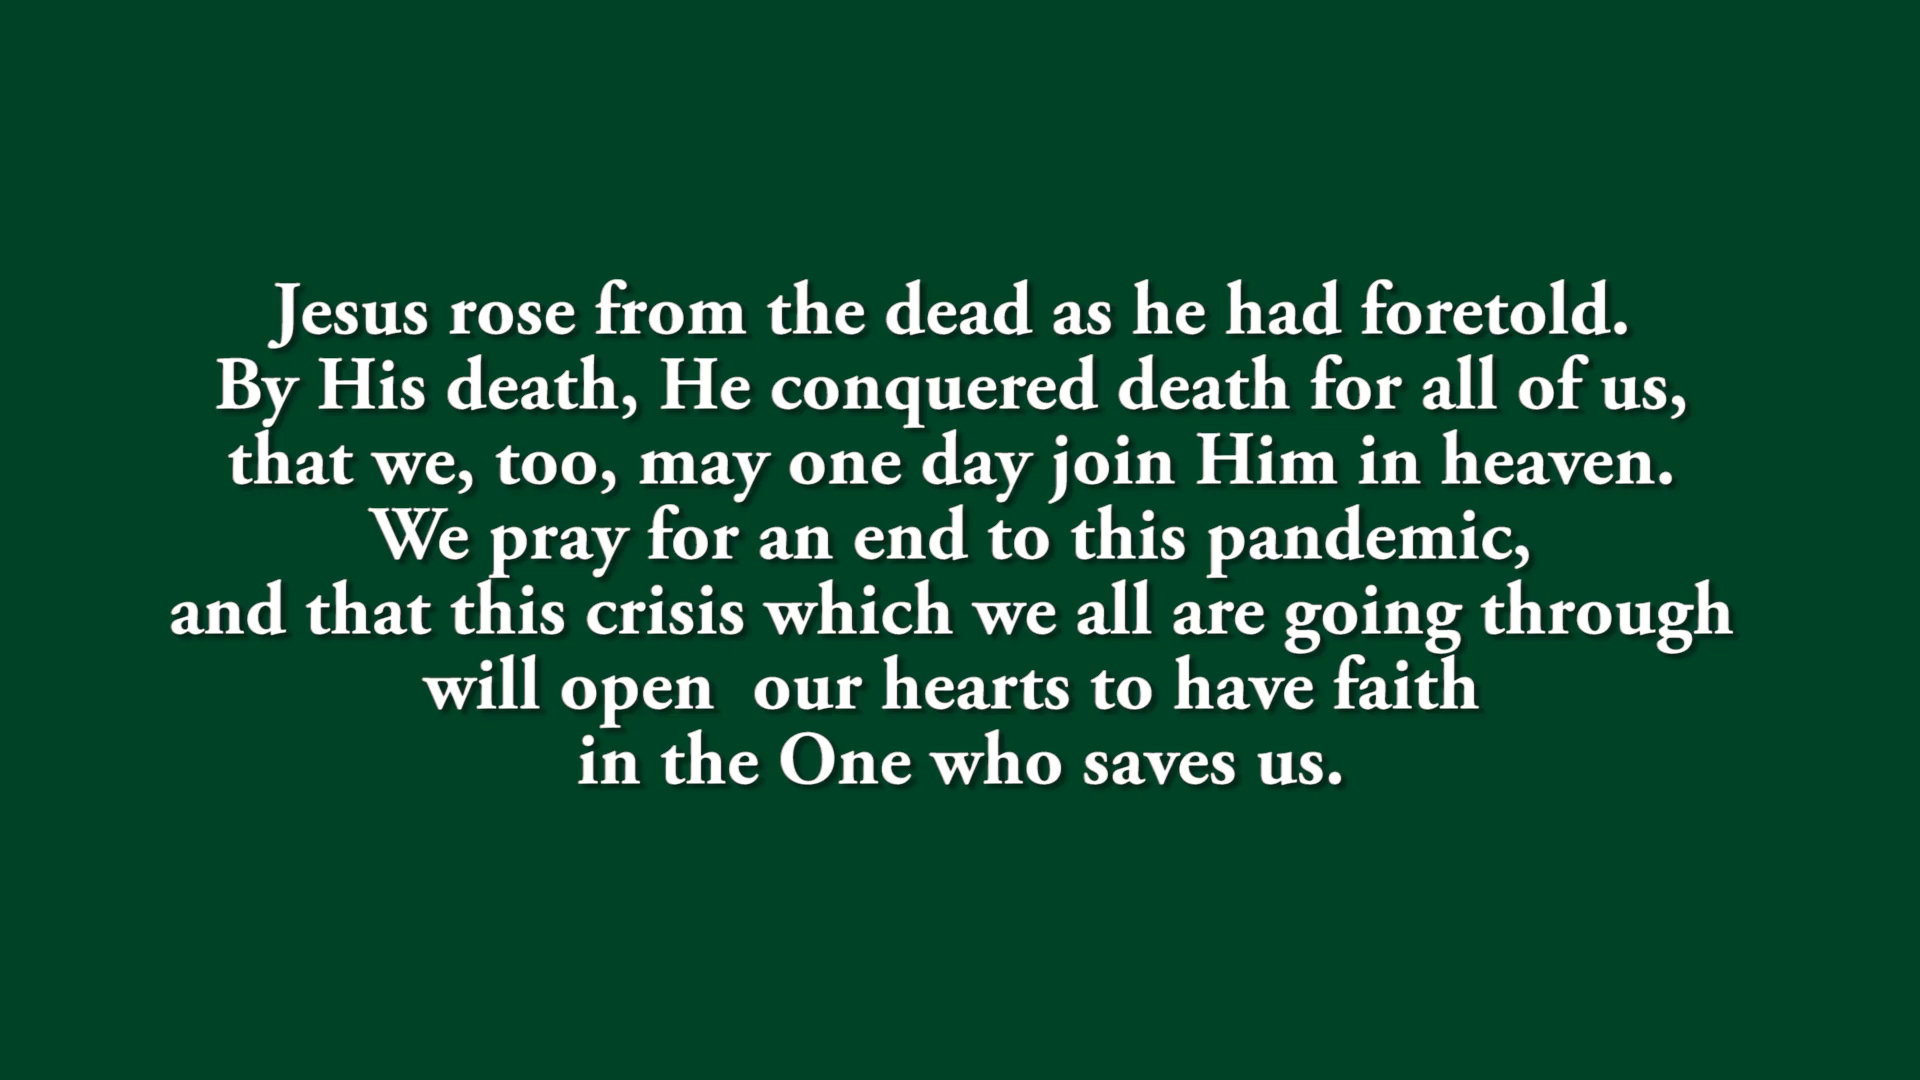 Jesus rose from the dead as he had foretold.
By His death, He conquered death for all of us,
that we, too, may one day join Him in heaven.
We pray for an end to this pandemic,
and that this crisis which we all are going through
will open  our hearts to have faith
in the One who saves us.